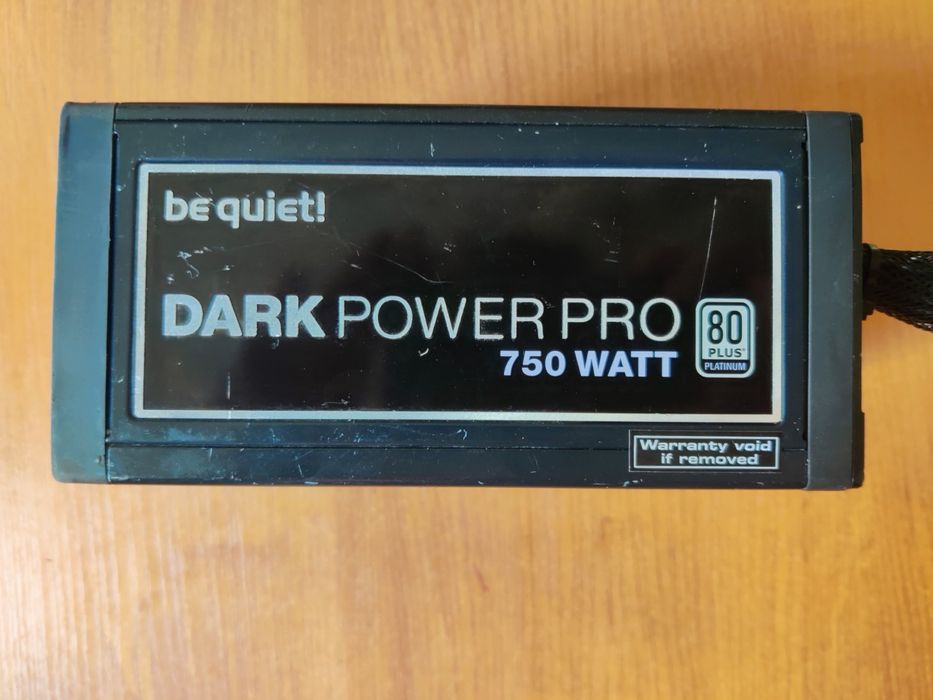 be quiet!
DARK POWER PRO
750 WATT
80
PLUS®
PLATINUM
Warranty void
if removed